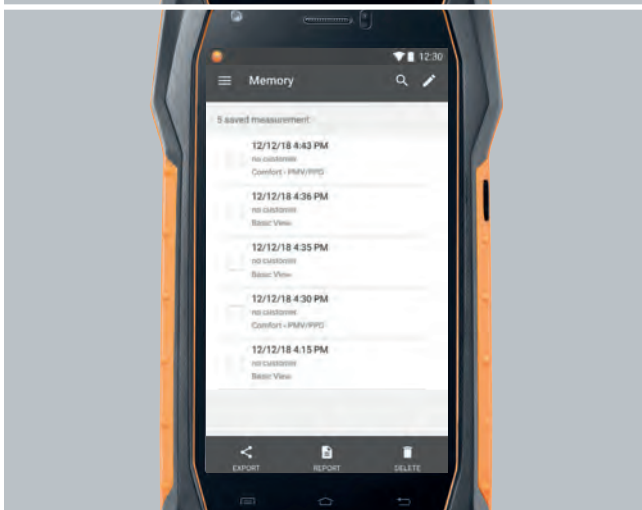 12:30
Memory
5 saved measurement
12/12/18 4:43 PM
no customer
Comfort - PMV/PPD
12/12/18 4:36 PM
no customer
Basic View
12/12/18 4:35 PM
no customer
Basic View
12/12/18 4:30 PM
no customer
Comfort - PMV/PPD
12/12/18 4:15 PM
no customer
Basic View
EXPORT REPORT DELETE